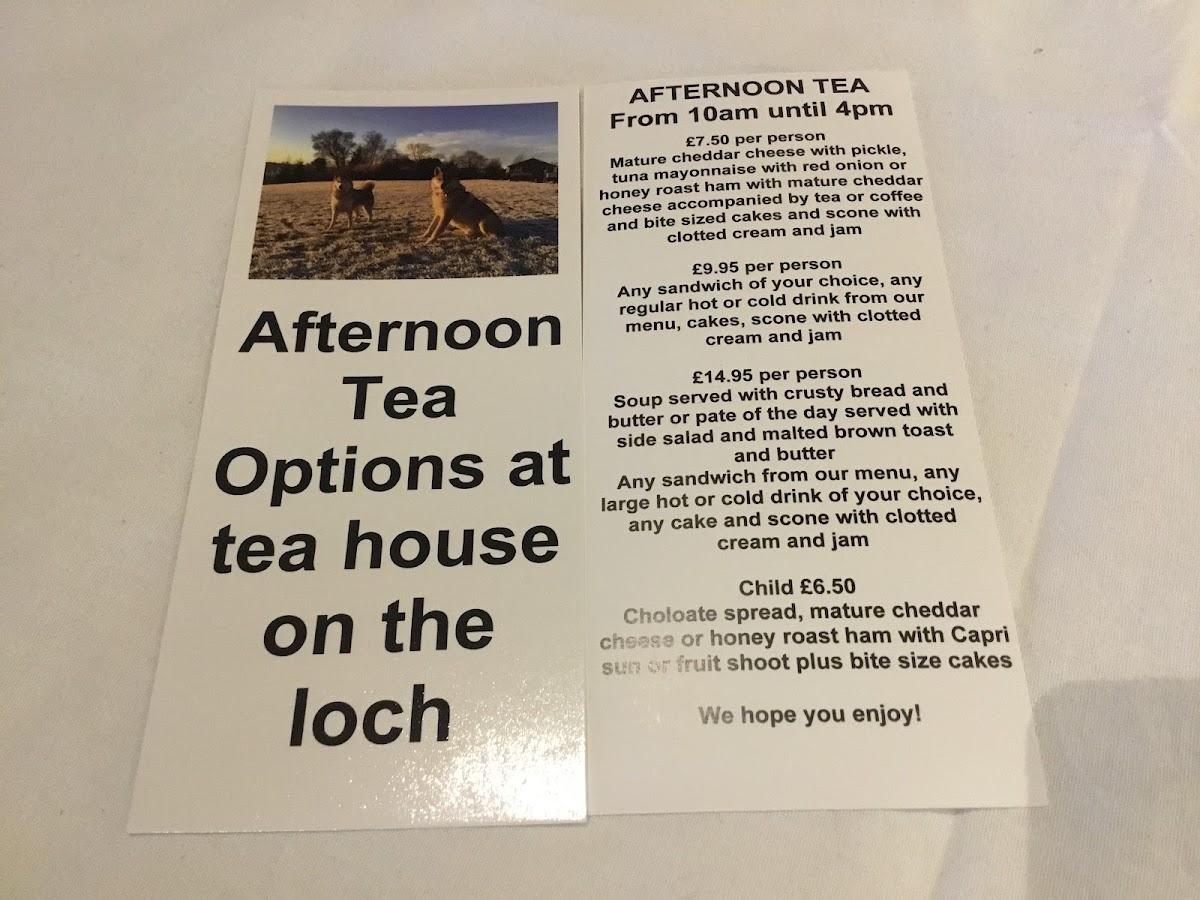 Afternoon
Tea
Options at
tea house
on the
loch
AFTERNOON TEA
From 10am until 4pm
£7.50 per person
Mature cheddar cheese with pickle,
tuna mayonnaise with red onion or
honey roast ham with mature cheddar
cheese accompanied by tea or coffee
and bite sized cakes and scone with
clotted cream and jam
£9.95 per person
Any sandwich of your choice, any
regular hot or cold drink from our
menu, cakes, scone with clotted
cream and jam
£14.95 per person
Soup served with crusty bread and
butter or pate of the day served with
side salad and malted brown toast
and butter
Any sandwich from our menu, any
large hot or cold drink of your choice,
any cake and scone with clotted
cream and jam
Child £6.50
Choloate spread, mature cheddar
cheese or honey roast ham with Capri
sun or fruit shoot plus bite size cakes
We hope you enjoy!